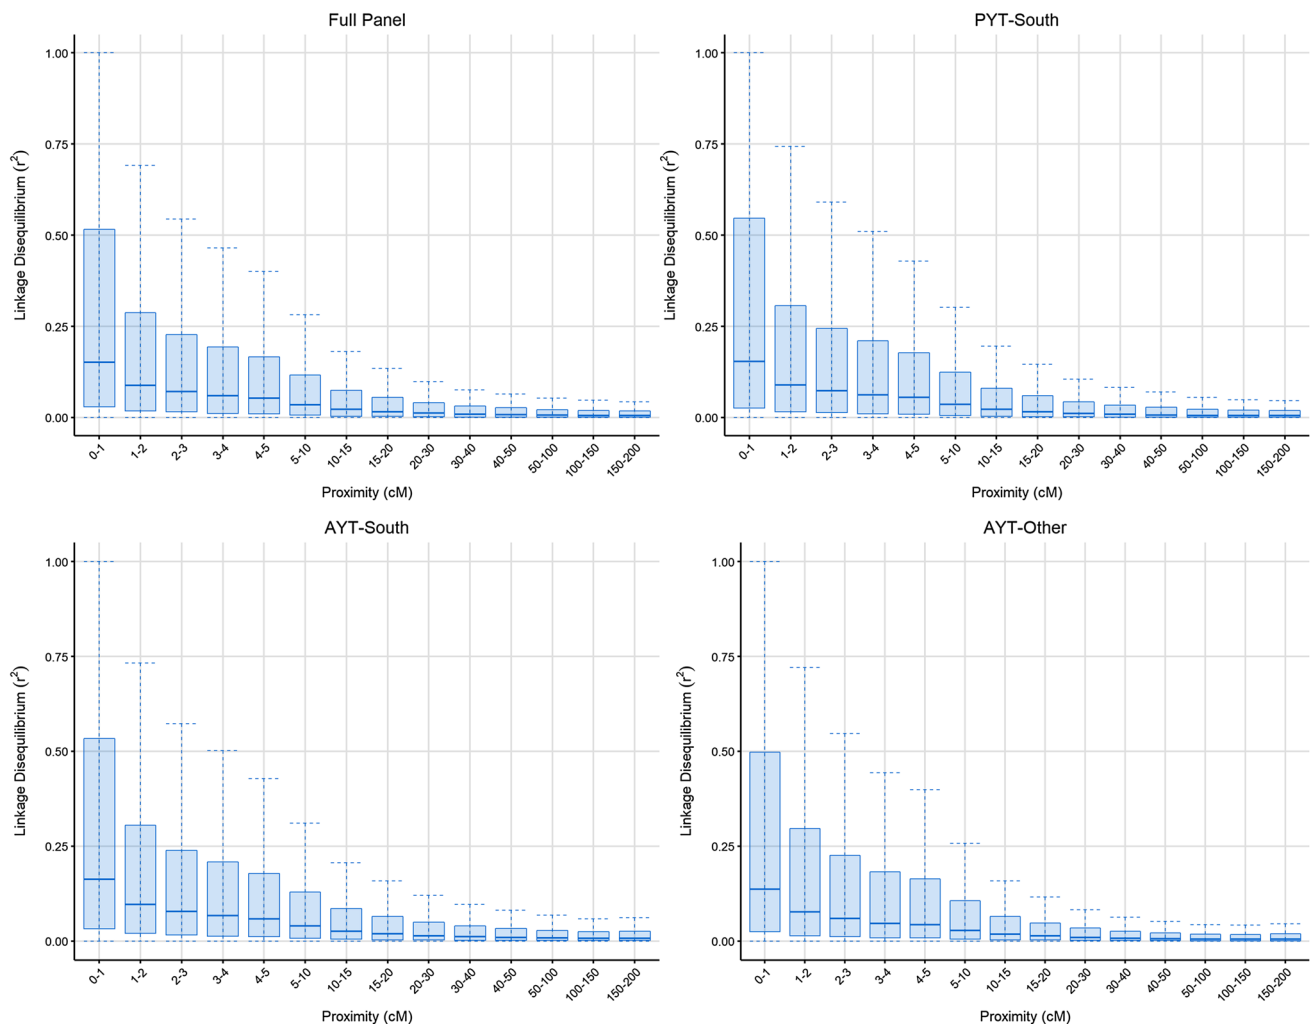 Full Panel
Linkage Disequilibrium (r²)
1.00
0.75
0.50
0.25
0.00
0-1 1-2 2-3 3-4 4-5 5-10 10-15 15-20 20-30 30-40 40-50 50-100 100-150 150-200
Proximity (cM)
PYT-South
Linkage Disequilibrium (r²)
1.00
0.75
0.50
0.25
0.00
0-1 1-2 2-3 3-4 4-5 5-10 10-15 15-20 20-30 30-40 40-50 50-100 100-150 150-200
Proximity (cM)
AYT-South
Linkage Disequilibrium (r²)
1.00
0.75
0.50
0.25
0.00
0-1 1-2 2-3 3-4 4-5 5-10 10-15 15-20 20-30 30-40 40-50 50-100 100-150 150-200
Proximity (cM)
AYT-Other
Linkage Disequilibrium (r²)
1.00
0.75
0.50
0.25
0.00
0-1 1-2 2-3 3-4 4-5 5-10 10-15 15-20 20-30 30-40 40-50 50-100 100-150 150-200
Proximity (cM)